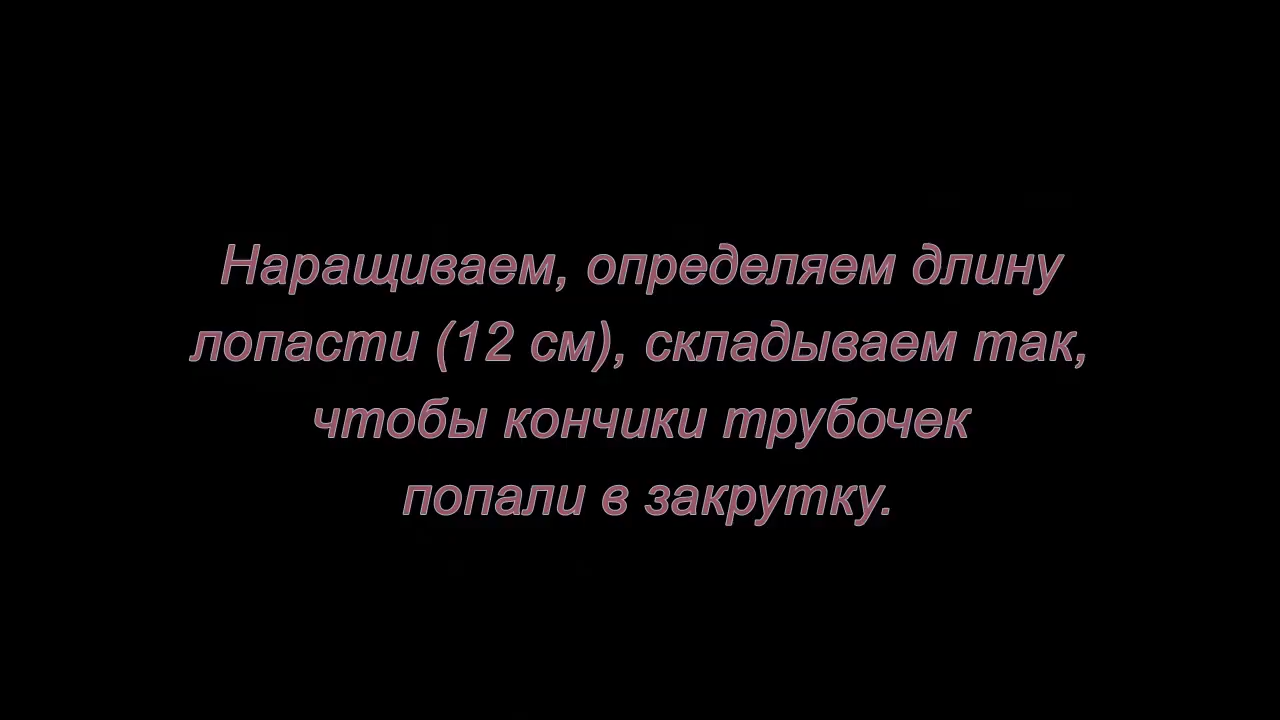 Наращиваем, определяем длину
лопасти (12 см), складываем так,
чтобы кончики трубочек
попали в закрутку.